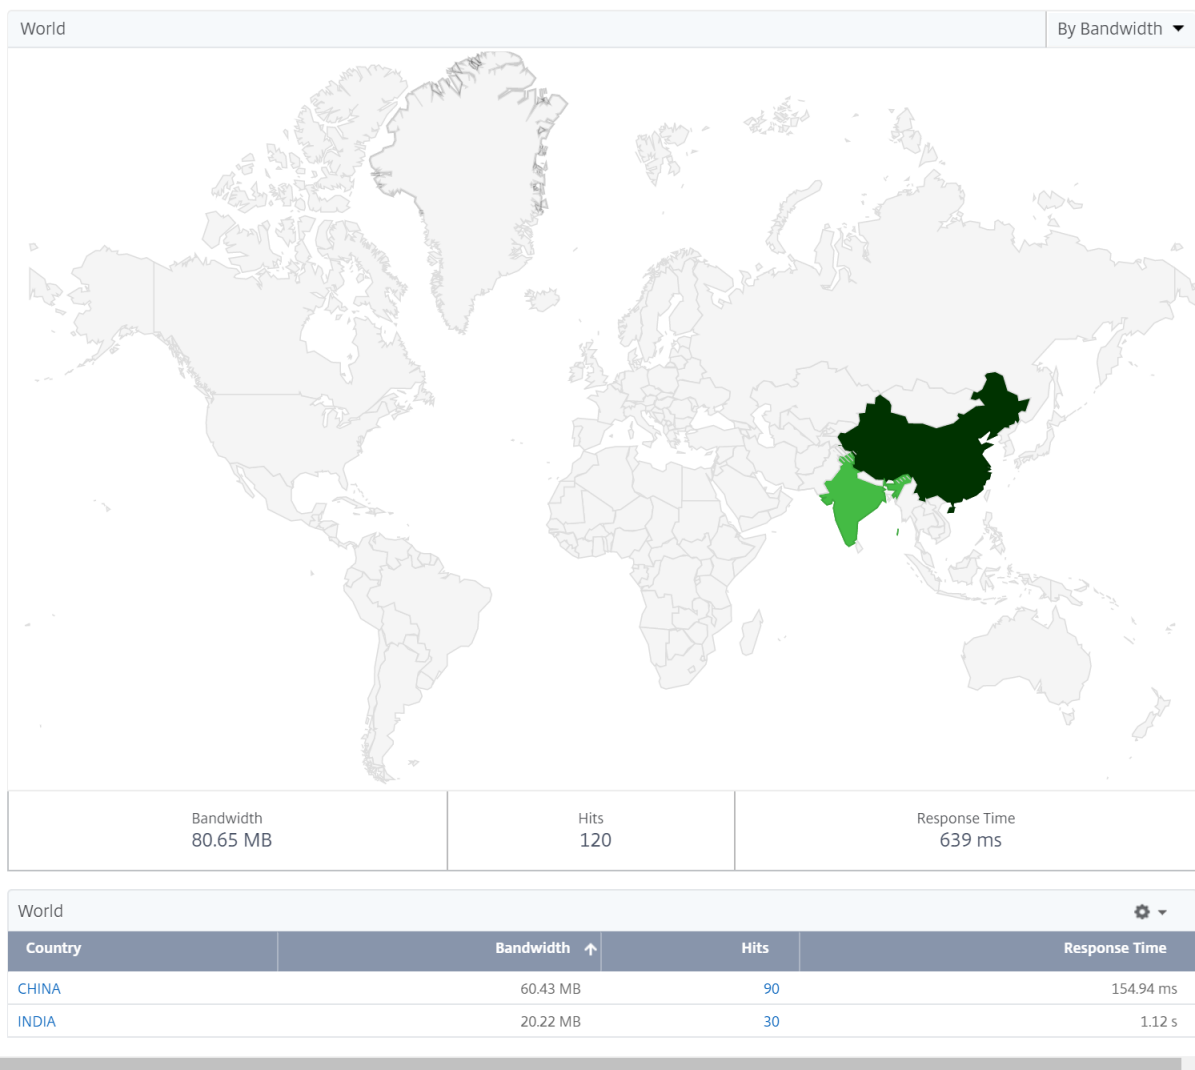 World By Bandwidth
Bandwidth Hits Response Time
80.65 MB 120 639 ms
World
Country Bandwidth Hits Response Time
CHINA 60.43 MB 90 154.94 ms
INDIA 20.22 MB 30 1.12 s